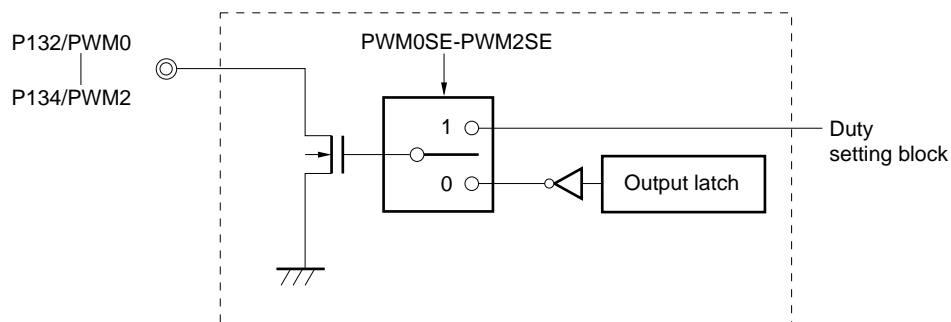 P132/PWM0
P134/PWM2
PWM0SE-PWM2SE
1
0
Output latch
Duty
setting block